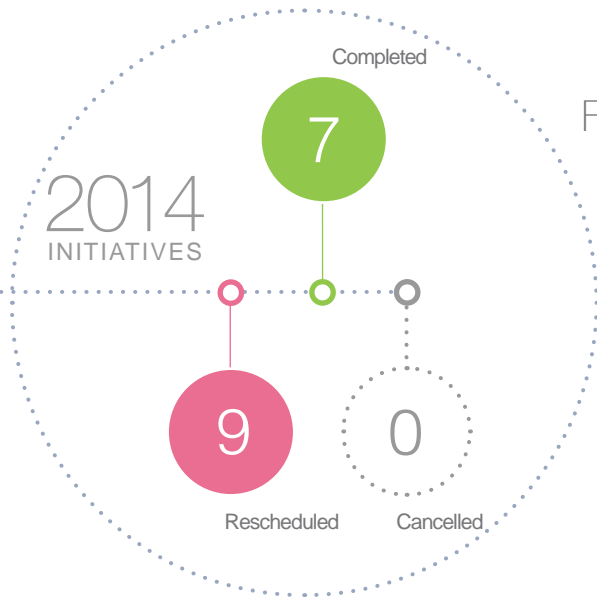 Completed
7
2014
INITIATIVES
9
0
Rescheduled
Cancelled